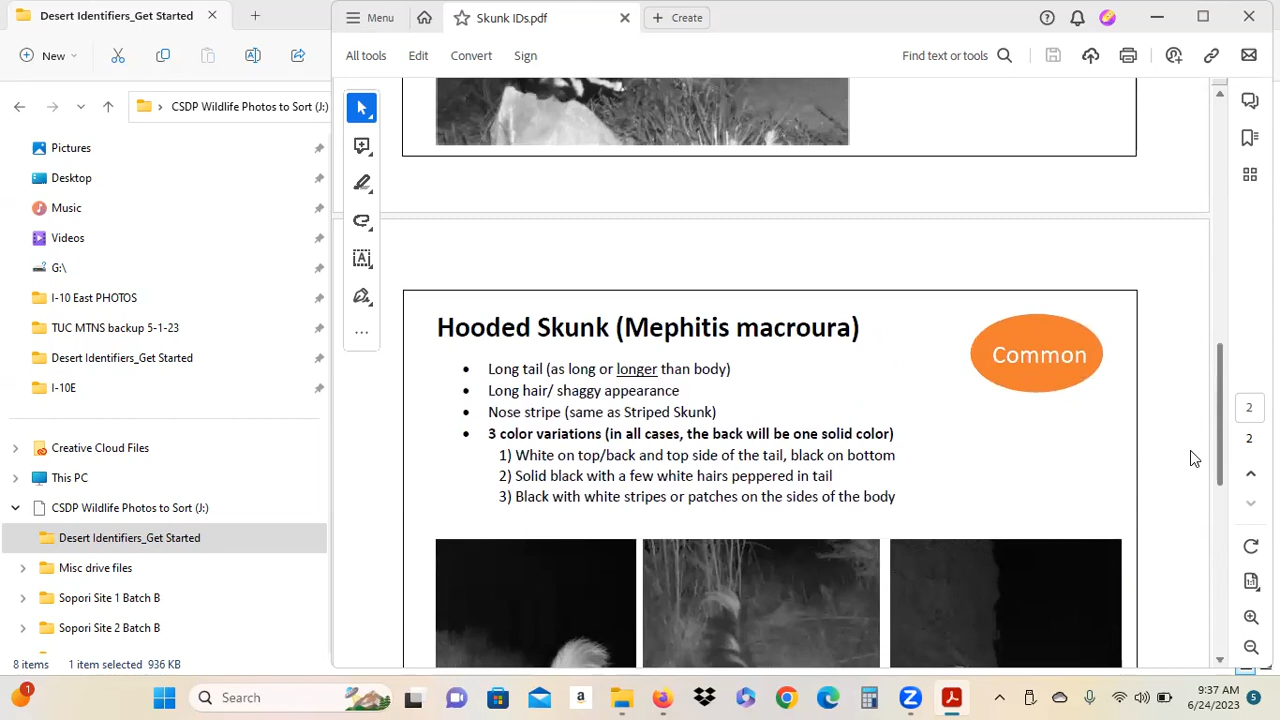 Desert Identifiers_Get Started
Menu
Skunk IDs.pdf
Create
New
All tools
Edit
Convert
Sign
Find text or tools
CSDP Wildlife Photos to Sort (J:)
Pictures
Desktop
Music
Videos
G:\
I-10 East PHOTOS
TUC MTNS backup 5-1-23
Desert Identifiers_Get Started
I-10E
Creative Cloud Files
This PC
CSDP Wildlife Photos to Sort (J:)
Desert Identifiers_Get Started
Misc drive files
Sopori Site 1 Batch B
Sopori Site 2 Batch B
8 items
1 item selected 936 KB
Hooded Skunk (Mephitis macroura)
Common
• Long tail (as long or longer than body)
• Long hair/ shaggy appearance
• Nose stripe (same as Striped Skunk)
• 3 color variations (in all cases, the back will be one solid color)
1) White on top/back and top side of the tail, black on bottom
2) Solid black with a few white hairs peppered in tail
3) Black with white stripes or patches on the sides of the body
2
2
1:1
1
Search
a
9:37 AM
6/24/2023
5